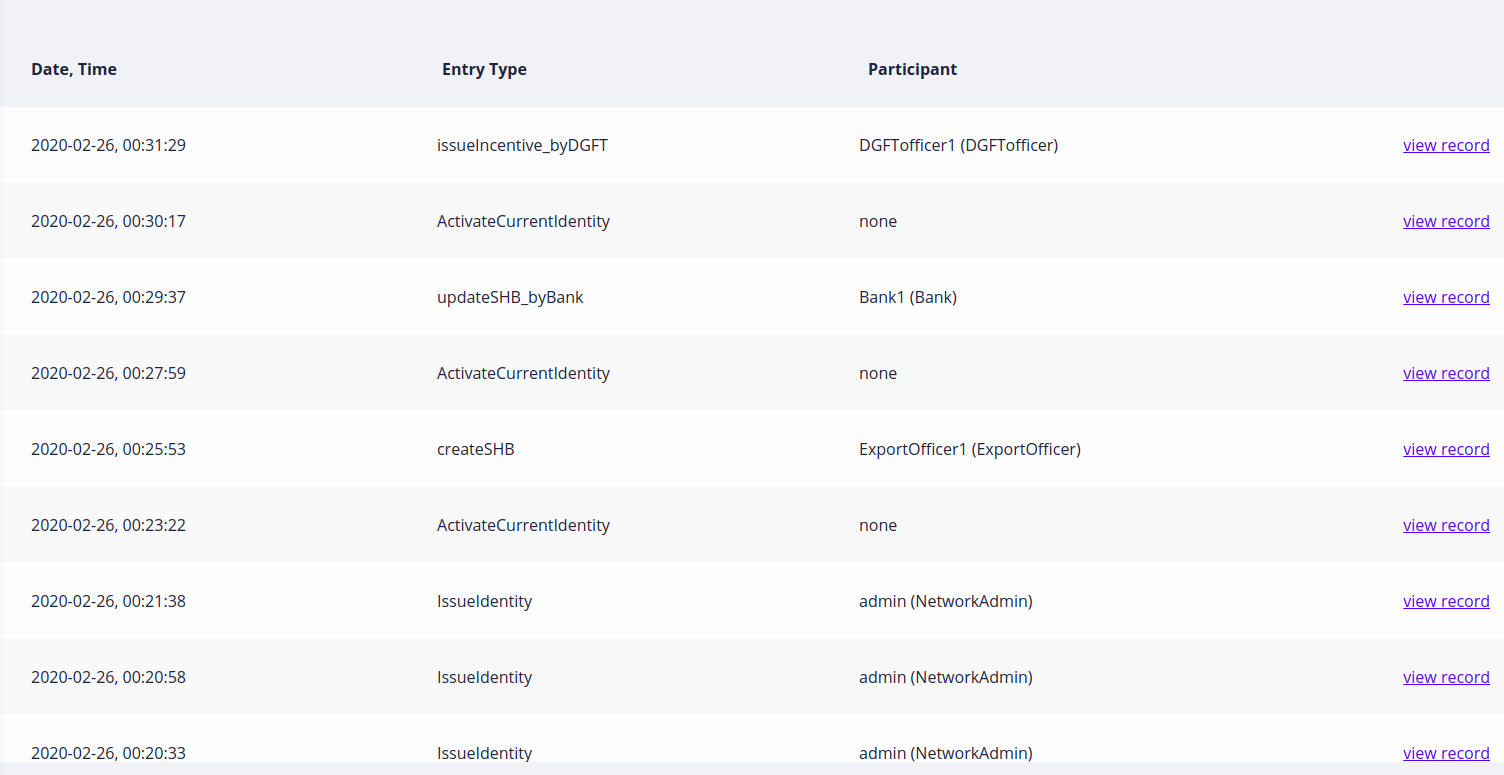 Date, Time Entry Type Participant
2020-02-26, 00:31:29 issueIncentive_byDGFT DGFTofficer1 (DGFTofficer) view record
2020-02-26, 00:30:17 ActivateCurrentIdentity none view record
2020-02-26, 00:29:37 updateSHB_byBank Bank1 (Bank) view record
2020-02-26, 00:27:59 ActivateCurrentIdentity none view record
2020-02-26, 00:25:53 createSHB ExportOfficer1 (ExportOfficer) view record
2020-02-26, 00:23:22 ActivateCurrentIdentity none view record
2020-02-26, 00:21:38 IssueIdentity admin (NetworkAdmin) view record
2020-02-26, 00:20:58 IssueIdentity admin (NetworkAdmin) view record
2020-02-26, 00:20:33 IssueIdentity admin (NetworkAdmin) view record